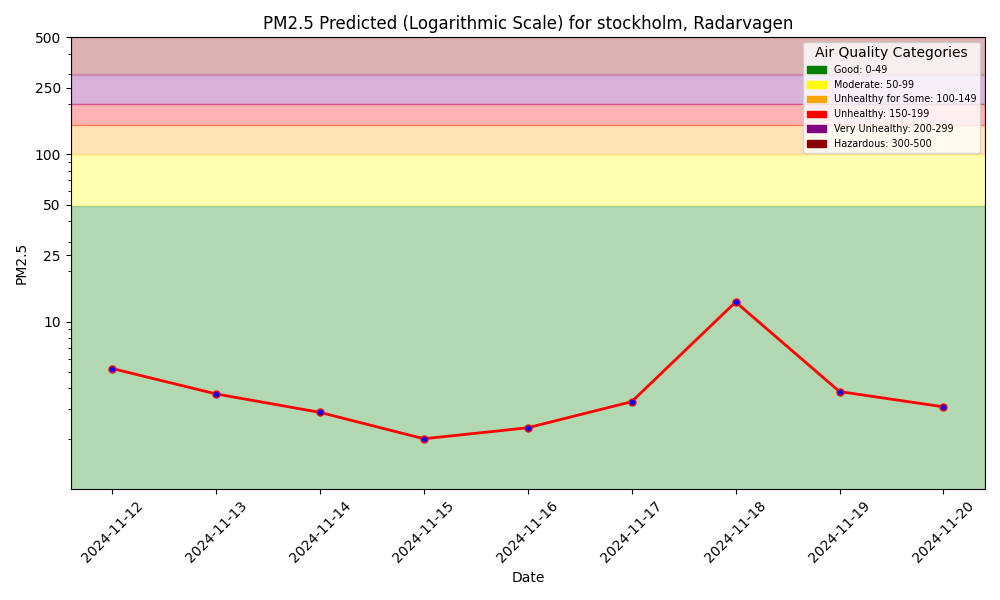 PM2.5 Predicted (Logarithmic Scale) for stockholm, Radarvagen
500
250
100
50
25
10
PM2.5
Air Quality Categories
Good: 0-49
Moderate: 50-99
Unhealthy for Some: 100-149
Unhealthy: 150-199
Very Unhealthy: 200-299
Hazardous: 300-500
2024-11-12
2024-11-13
2024-11-14
2024-11-15
2024-11-16
2024-11-17
2024-11-18
2024-11-19
2024-11-20
Date